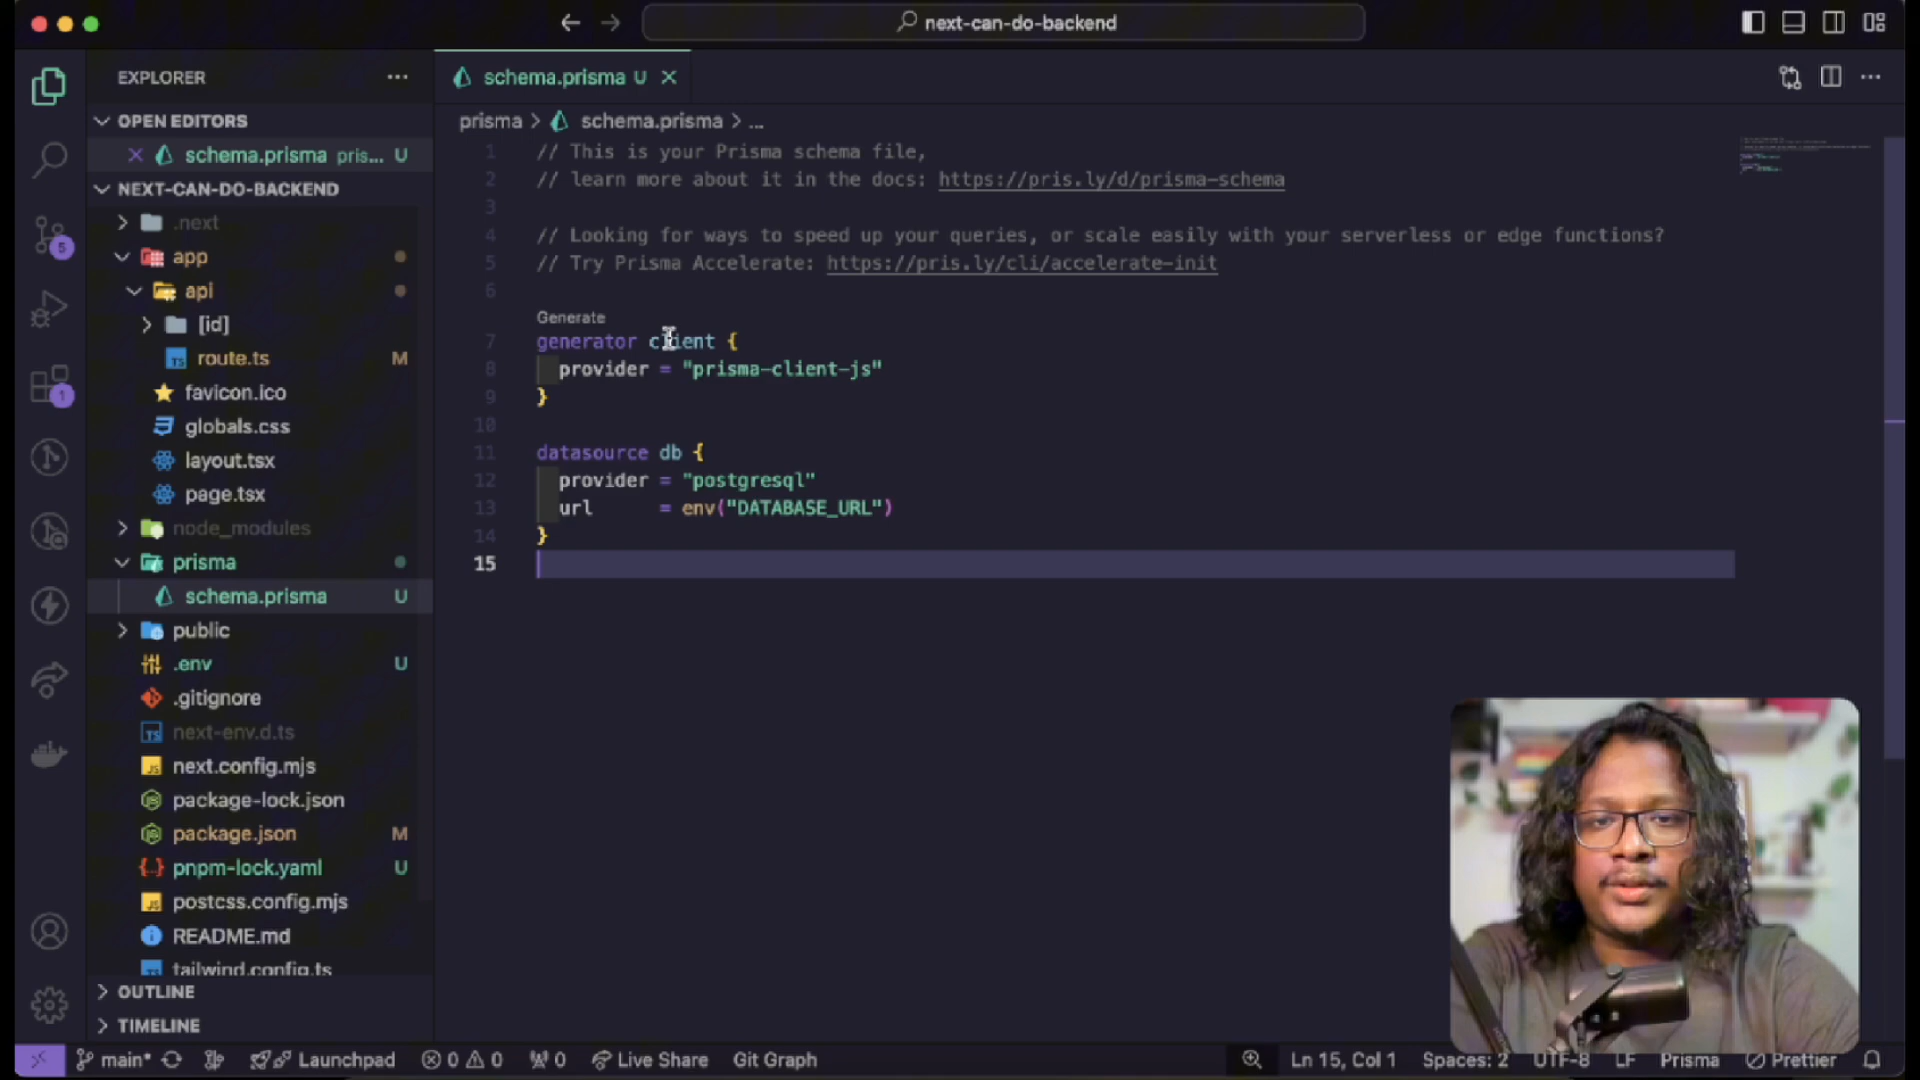 next-can-do-backend
EXPLORER
schema.prisma U
OPEN EDITORS
schema.prisma pris... U
NEXT-CAN-DO-BACKEND
.next
app
api
[id]
route.ts M
favicon.ico
globals.css
layout.tsx
page.tsx
node_modules
prisma
schema.prisma U
public
.env U
.gitignore
next-env.d.ts
next.config.mjs
package-lock.json
package.json M
pnpm-lock.yaml U
postcss.config.mjs
README.md
tailwind.config.ts
OUTLINE
TIMELINE
5
1
prisma > schema.prisma > ...
1 // This is your Prisma schema file,
2 // learn more about it in the docs: https://pris.ly/d/prisma-schema
3
4 // Looking for ways to speed up your queries, or scale easily with your serverless or edge functions?
5 // Try Prisma Accelerate: https://pris.ly/cli/accelerate-init
6
Generate
7 generator client {
8 provider = "prisma-client-js"
9 }
10
11 datasource db {
12 provider = "postgresql"
13 url = env("DATABASE_URL")
14 }
15
main* Launchpad 0 0 0 Live Share Git Graph Ln 15, Col 1 Spaces: 2 UTF-8 LF Prisma Prettier